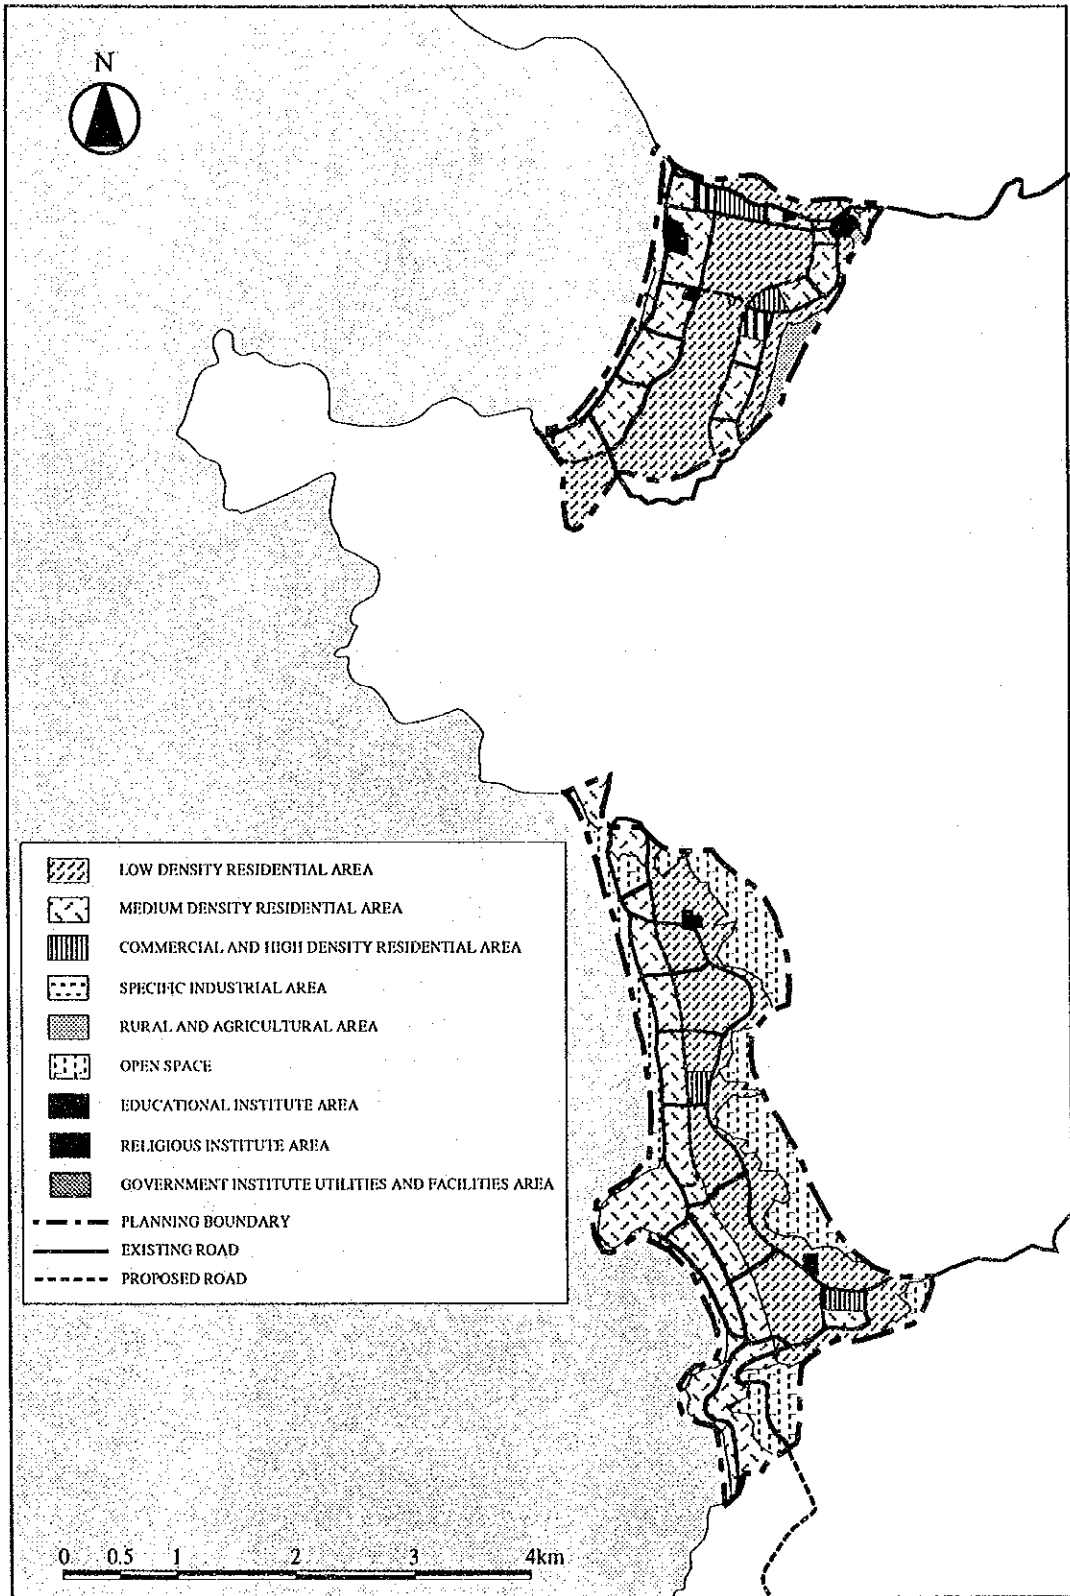 N
LOW DENSITY RESIDENTIAL AREA
MEDIUM DENSITY RESIDENTIAL AREA
COMMERCIAL AND HIGH DENSITY RESIDENTIAL AREA
SPECIFIC INDUSTRIAL AREA
RURAL AND AGRICULTURAL AREA
OPEN SPACE
EDUCATIONAL INSTITUTE AREA
RELIGIOUS INSTITUTE AREA
GOVERNMENT INSTITUTE UTILITIES AND FACILITIES AREA
PLANNING BOUNDARY
EXISTING ROAD
PROPOSED ROAD
0 0.5 1 2 3 4km